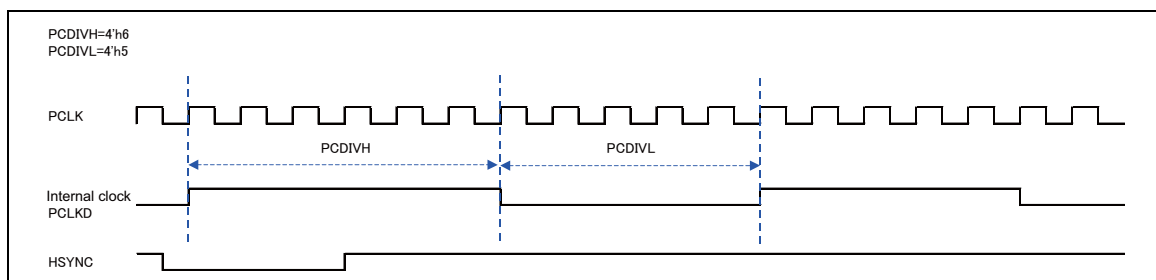 PCDIVH=4'h6
PCDIVL=4'h5
PCLK
PCDIVH PCDIVL
Internal clock
PCLKD
HSYNC